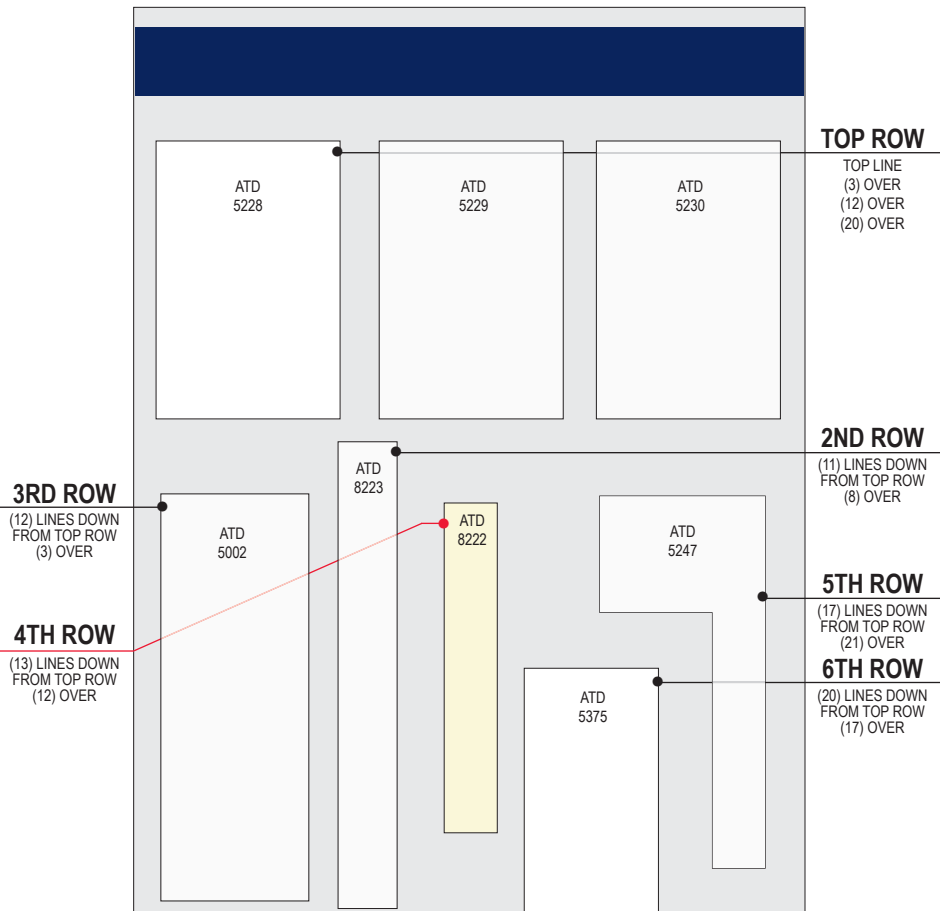 TOP ROW
TOP LINE
(3) OVER
(12) OVER
(20) OVER
ATD
5228
ATD
5229
ATD
5230
2ND ROW
(11) LINES DOWN
FROM TOP ROW
(8) OVER
ATD
8223
3RD ROW
(12) LINES DOWN
FROM TOP ROW
(3) OVER
ATD
5002
ATD
8222
ATD
5247
4TH ROW
(13) LINES DOWN
FROM TOP ROW
(12) OVER
5TH ROW
(17) LINES DOWN
FROM TOP ROW
(21) OVER
6TH ROW
(20) LINES DOWN
FROM TOP ROW
(17) OVER
ATD
5375